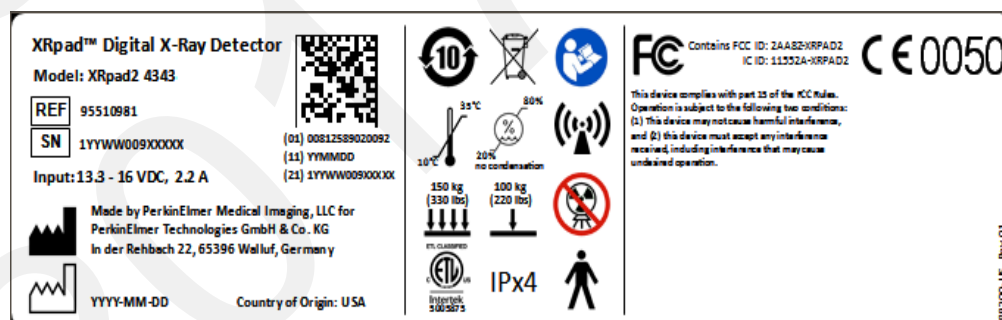 XRpad™ Digital X-Ray Detector
Model: XRpad2 4343
REF 95510981
SN 1YYWW009XXXXX
Input: 13.3 - 16 VDC, 2.2 A
(01) 00812589020092
(11) YYMMDD
(21) 1YYWW009XXXXX
Made by PerkinElmer Medical Imaging, LLC for
PerkinElmer Technologies GmbH & Co. KG
In der Rehbach 22, 65396 Walluf, Germany
YYYY-MM-DD
Country of Origin: USA
10
35°C
10°C
80%
%
20%
no condensation
150 kg
(330 lbs)
100 kg
(220 lbs)
ETL CLASSIFIED
C ETL US
Intertek
5005875
IPx4
FC Contains FCC ID: 2AA82-XRPAD2
IC ID: 11552A-XRPAD2
CE 0050
This device complies with part 15 of the FCC Rules.
Operation is subject to the following two conditions:
(1) This device may not cause harmful interference,
and (2) this device must accept any interference
received, including interference that may cause
undesired operation.